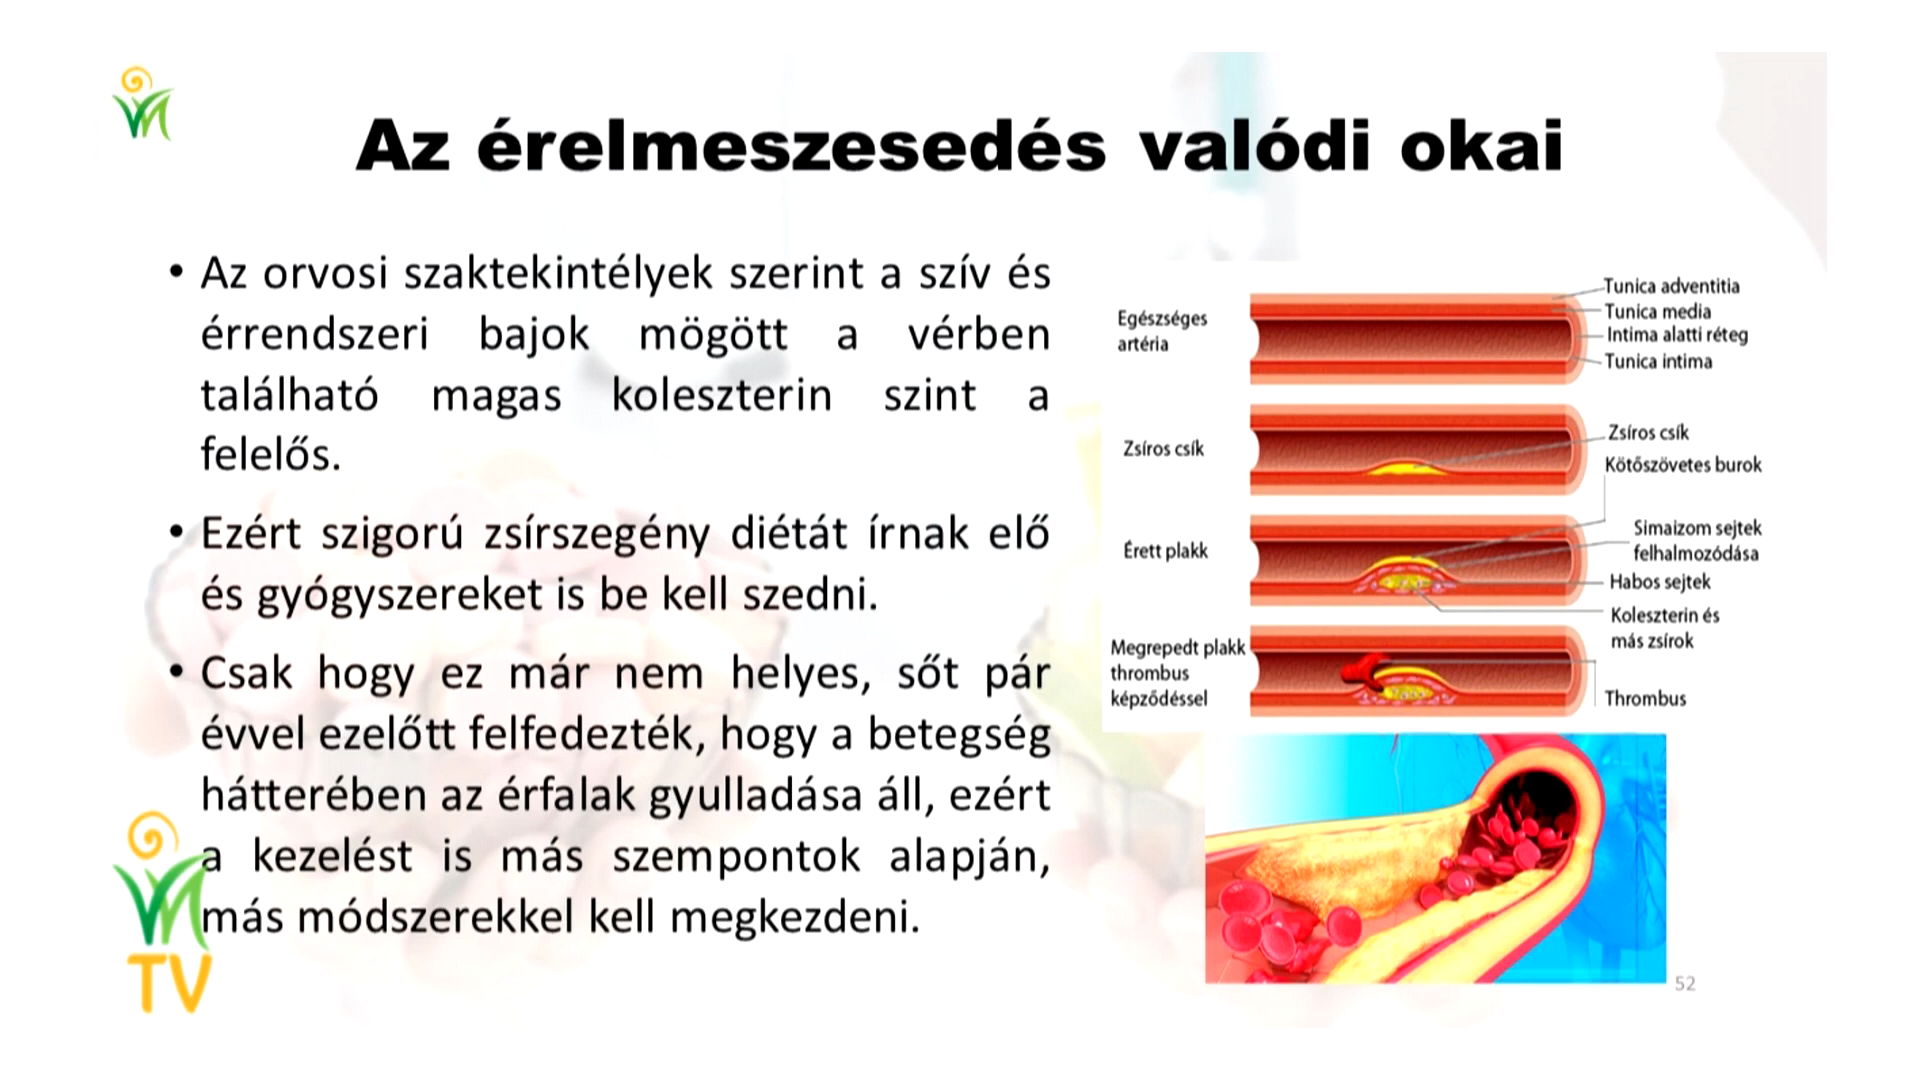 Az érelmeszesedés valódi okai
• Az orvosi szaktekintélyek szerint a szív és
érrendszeri bajok mögött a vérben
található magas koleszterin szint a
felelős.
• Ezért szigorú zsírszegény diétát írnak elő
és gyógyszereket is be kell szedni.
• Csak hogy ez már nem helyes, sőt pár
évvel ezelőtt felfedezték, hogy a betegség
hátterében az érfalak gyulladása áll, ezért
a kezelést is más szempontok alapján,
más módszerekkel kell megkezdeni.
TV
Egészséges
artéria
Tunica adventitia
Tunica media
Intima alatti réteg
Tunica intima
Zsíros csík
Zsíros csík
Kötőszövetes burok
Érett plakk
Simaizom sejtek
felhalmozódása
Habos sejtek
Koleszterin és
más zsírok
Megrepedt plakk
thrombus
képződéssel
Thrombus
52